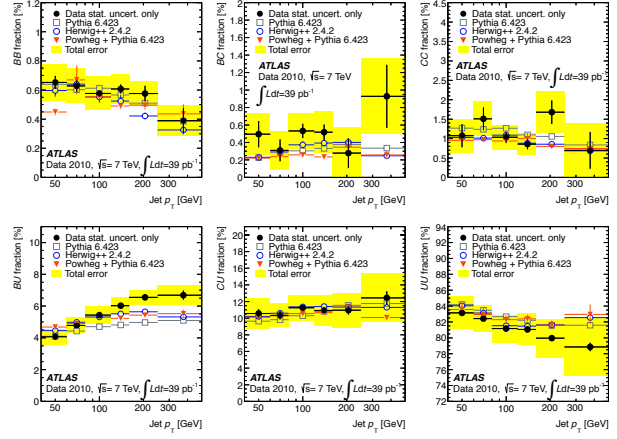 BB fraction [%]
1.2
1
0.8
0.6
0.4
0.2
0
Data stat. uncert. only
Pythia 6.423
Herwig++ 2.4.2
Powheg + Pythia 6.423
Total error
ATLAS
Data 2010, √s= 7 TeV, ∫Ldt=39 pb⁻¹
50 100 200
Jet p_T [GeV]
BC fraction [%]
2
1.8
1.6
1.4
1.2
1
0.8
0.6
0.4
0.2
0
Data stat. uncert. only
Pythia 6.423
Herwig++ 2.4.2
Powheg + Pythia 6.423
Total error
ATLAS
Data 2010, √s= 7 TeV
∫Ldt=39 pb⁻¹
50 100 200
Jet p_T [GeV]
CC fraction [%]
4.5
4
3.5
3
2.5
2
1.5
1
0.5
0
Data stat. uncert. only
Pythia 6.423
Herwig++ 2.4.2
Powheg + Pythia 6.423
Total error
ATLAS
Data 2010, √s= 7 TeV, ∫Ldt=39 pb⁻¹
50 100 200
Jet p_T [GeV]
BU fraction [%]
10
8
6
4
2
0
Data stat. uncert. only
Pythia 6.423
Herwig++ 2.4.2
Powheg + Pythia 6.423
Total error
ATLAS
Data 2010, √s= 7 TeV, ∫Ldt=39 pb⁻¹
50 100 200
Jet p_T [GeV]
CU fraction [%]
22
20
18
16
14
12
10
8
6
4
2
0
Data stat. uncert. only
Pythia 6.423
Herwig++ 2.4.2
Powheg + Pythia 6.423
Total error
ATLAS
Data 2010, √s= 7 TeV, ∫Ldt=39 pb⁻¹
50 100 200
Jet p_T [GeV]
UU fraction [%]
94
92
90
88
86
84
82
80
78
76
74
72
Data stat. uncert. only
Pythia 6.423
Herwig++ 2.4.2
Powheg + Pythia 6.423
Total error
ATLAS
Data 2010, √s= 7 TeV, ∫Ldt=39 pb⁻¹
50 100 200
Jet p_T [GeV]